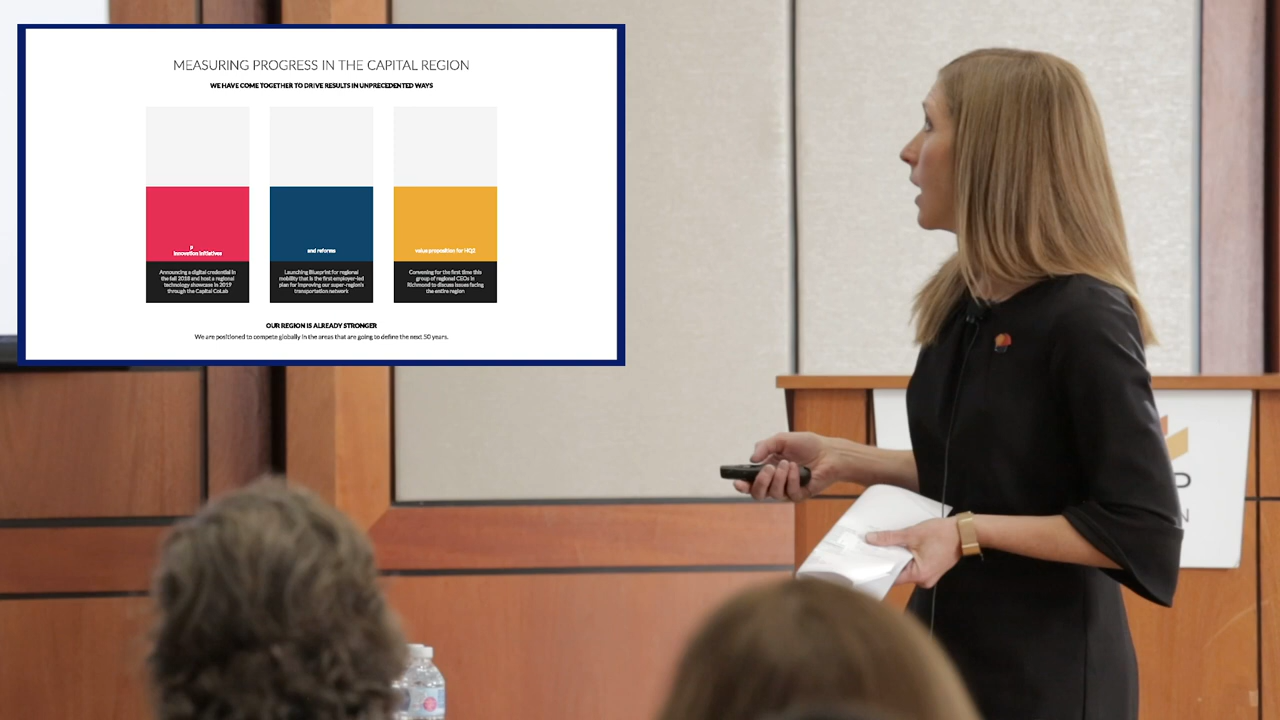 MEASURING PROGRESS IN THE CAPITAL REGION
WE HAVE COME TOGETHER TO DRIVE RESULTS IN UNPRECEDENTED WAYS
P
innovation initiatives
Announcing a digital credential in
the fall 2018 and host a regional
technology showcase in 2019
through the Capital CoLab
and reforms
Launching Blueprint for regional
mobility that is the first employer-led
plan for improving our super-region's
transportation network
value proposition for HQ2
Convening for the first time this
group of regional CEOs in
Richmond to discuss issues facing
the entire region
OUR REGION IS ALREADY STRONGER
We are positioned to compete globally in the areas that are going to define the next 50 years.
P
N